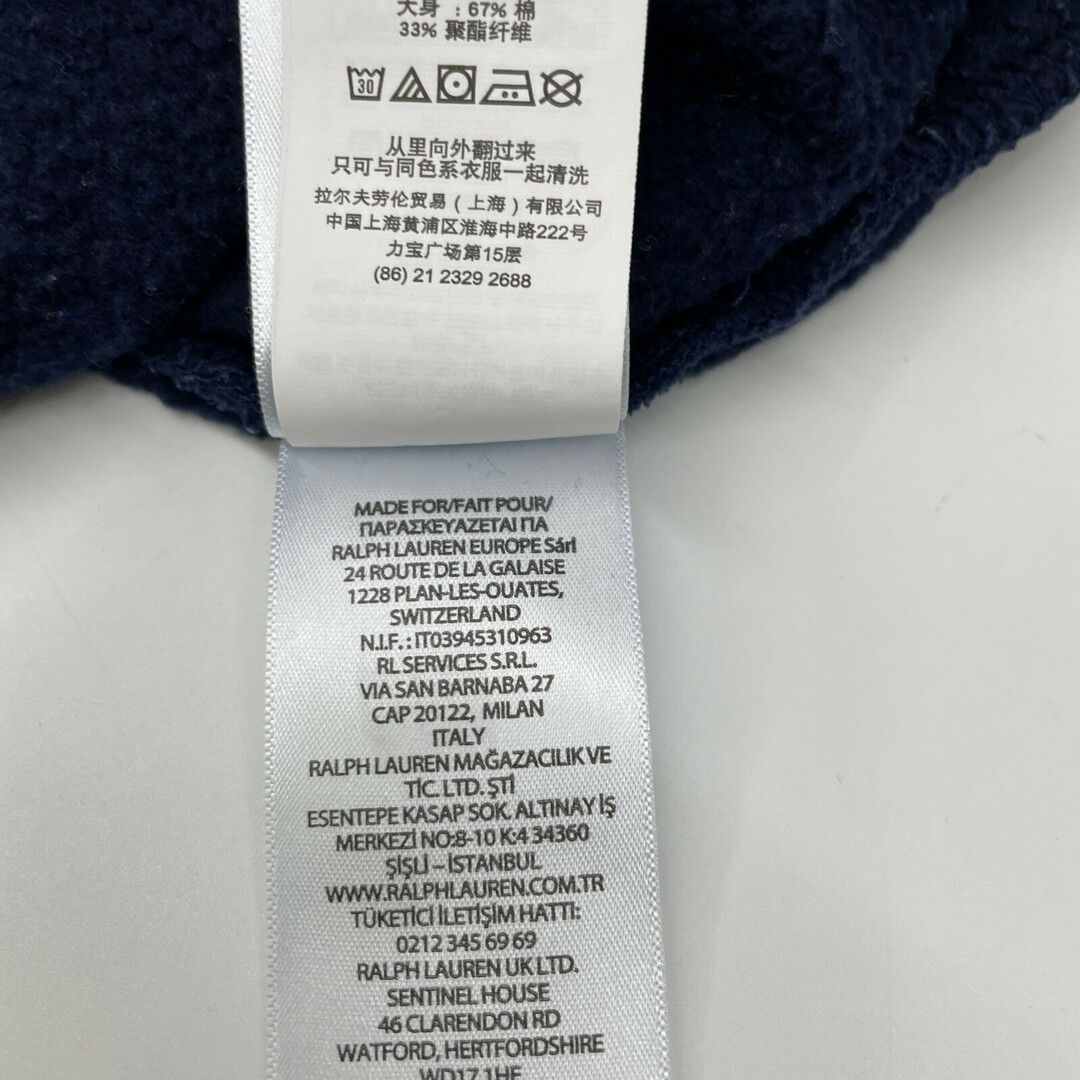 大身 : 67% 棉
33% 聚酯纤维
30
从里向外翻过来
只可与同色系衣服一起清洗
拉尔夫劳伦贸易（上海）有限公司
中国上海黄浦区淮海中路222号
力宝广场第15层
(86) 21 2329 2688
MADE FOR/FAIT POUR/
ΠΑΡΑΣΚΕΥΑΖΕΤΑΙ ΓΙΑ
RALPH LAUREN EUROPE Sárl
24 ROUTE DE LA GALAISE
1228 PLAN-LES-OUATES,
SWITZERLAND
N.I.F.: IT03945310963
RL SERVICES S.R.L.
VIA SAN BARNABA 27
CAP 20122, MILAN
ITALY
RALPH LAUREN MAĞAZACILIK VE
TİC. LTD. ŞTİ
ESENTEPE KASAP SOK. ALTINAY İŞ
MERKEZİ NO:8-10 K:4 34360
ŞİŞLİ – İSTANBUL
WWW.RALPHLAUREN.COM.TR
TÜKETİCİ İLETİŞİM HATTI:
0212 345 69 69
RALPH LAUREN UK LTD.
SENTINEL HOUSE
46 CLARENDON RD
WATFORD, HERTFORDSHIRE
WD17 1HE